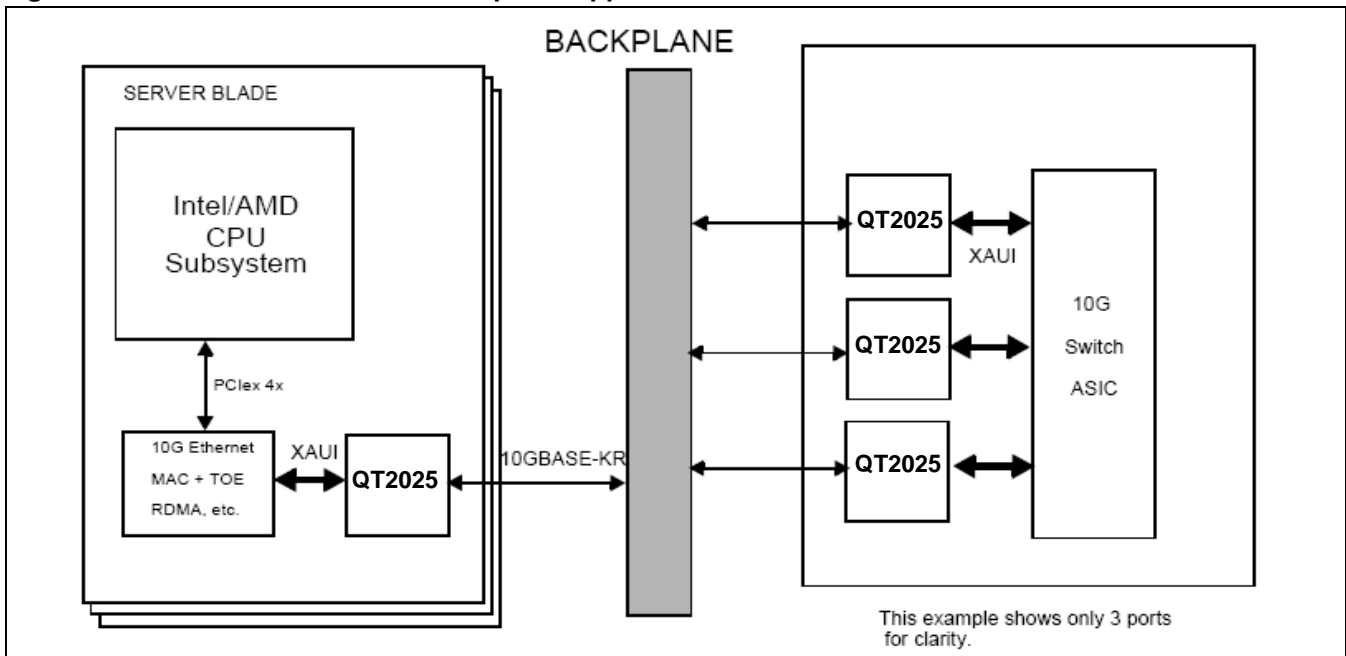 BACKPLANE
SERVER BLADE
Intel/AMD
CPU
Subsystem
PCIex 4x
10G Ethernet
MAC + TOE
RDMA, etc.
XAUI
QT2025
10GBASE-KR
QT2025
XAUI
QT2025
QT2025
10G
Switch
ASIC
This example shows only 3 ports
for clarity.